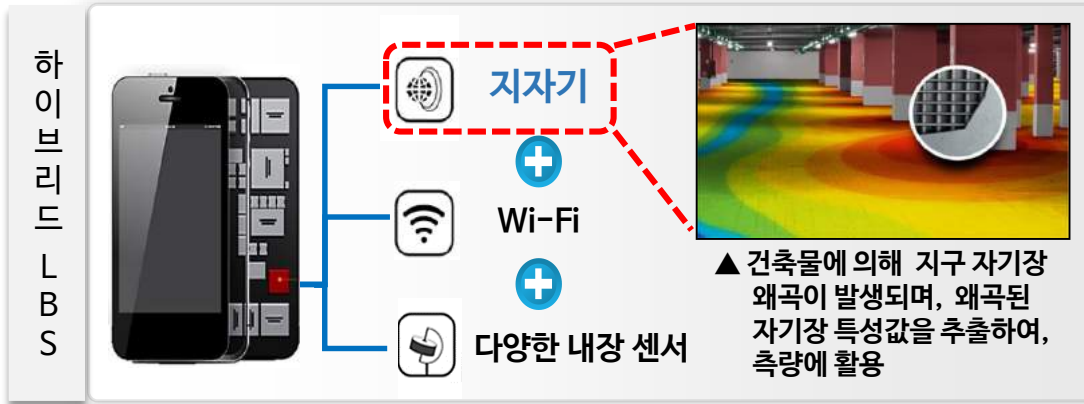 하이브리드 LBS
지자기
Wi-Fi
다양한 내장 센서
▲ 건축물에 의해 지구 자기장
왜곡이 발생되며, 왜곡된
자기장 특성값을 추출하여,
측량에 활용